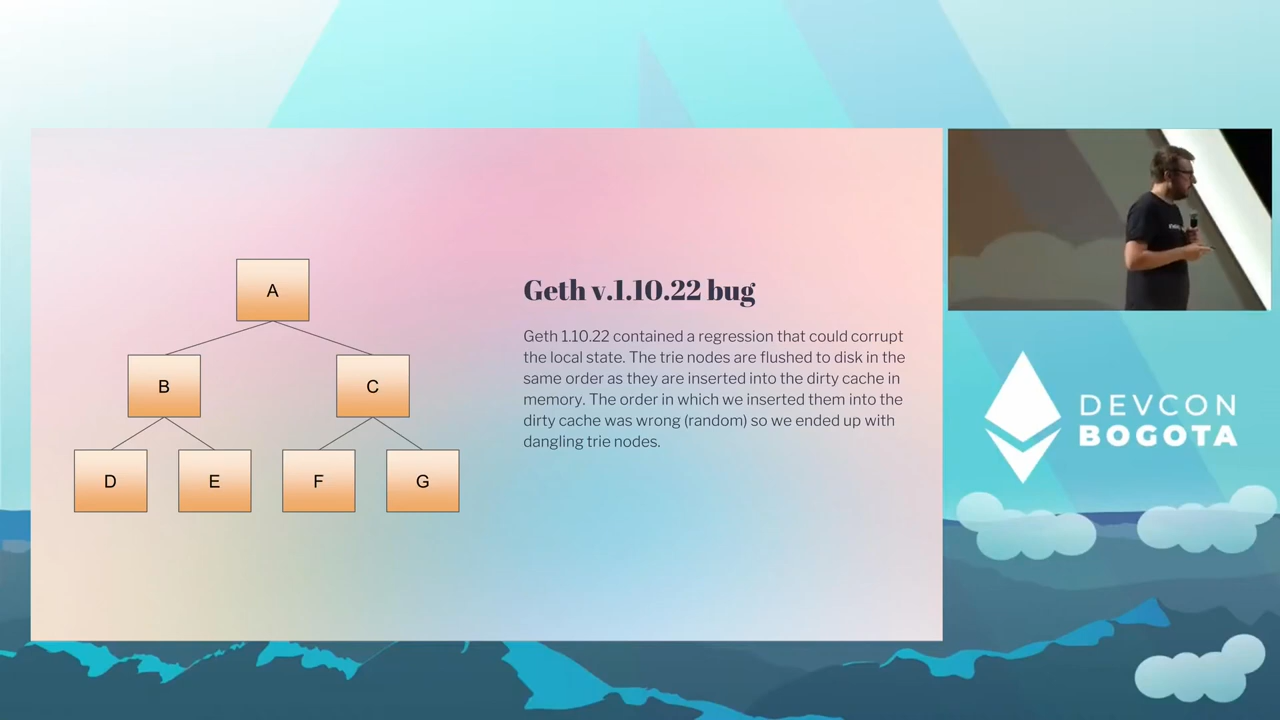 A
B
C
D
E
F
G
Geth v.1.10.22 bug
Geth 1.10.22 contained a regression that could corrupt
the local state. The trie nodes are flushed to disk in the
same order as they are inserted into the dirty cache in
memory. The order in which we inserted them into the
dirty cache was wrong (random) so we ended up with
dangling trie nodes.
DEVCON
BOGOTA